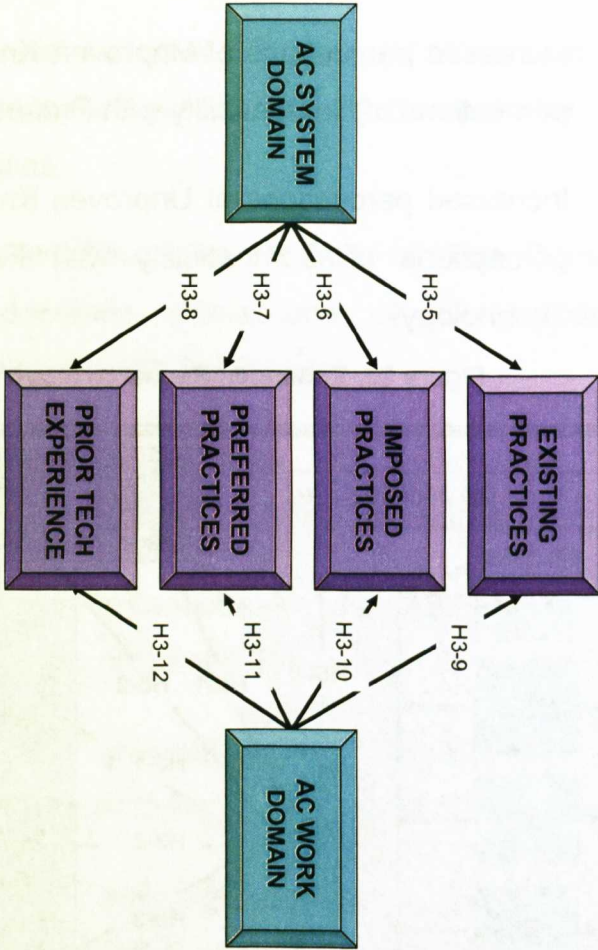 AC SYSTEM
DOMAIN
H3-5
H3-6
H3-7
H3-8
EXISTING
PRACTICES
IMPOSED
PRACTICES
PREFERRED
PRACTICES
PRIOR TECH
EXPERIENCE
H3-9
H3-10
H3-11
H3-12
AC WORK
DOMAIN